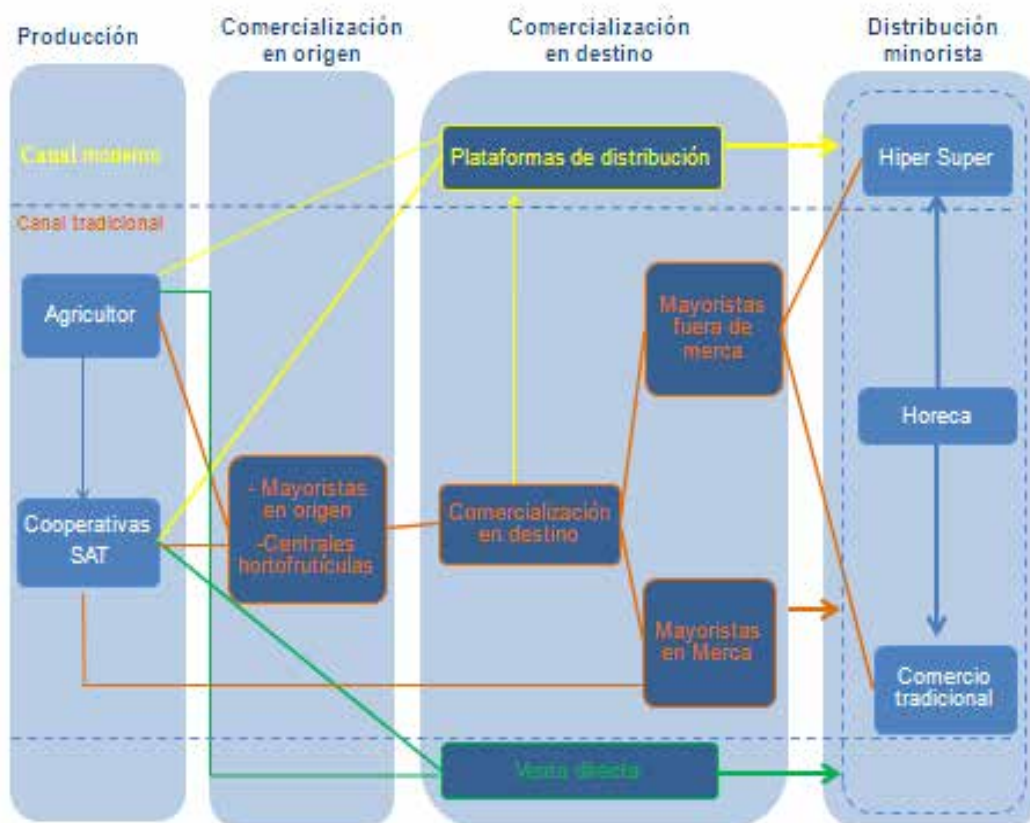 Producción
Comercialización
en origen
Comercialización
en destino
Distribución
minorista
Canal moderno
Plataformas de distribución
Hiper Super
Canal tradicional
Agricultor
Mayoristas
fuera de
merca
Horeca
- Mayoristas
en origen
-Centrales
hortofrutículas
Comercialización
en destino
Cooperativas
SAT
Mayoristas
en Merca
Comercio
tradicional
Venta directa